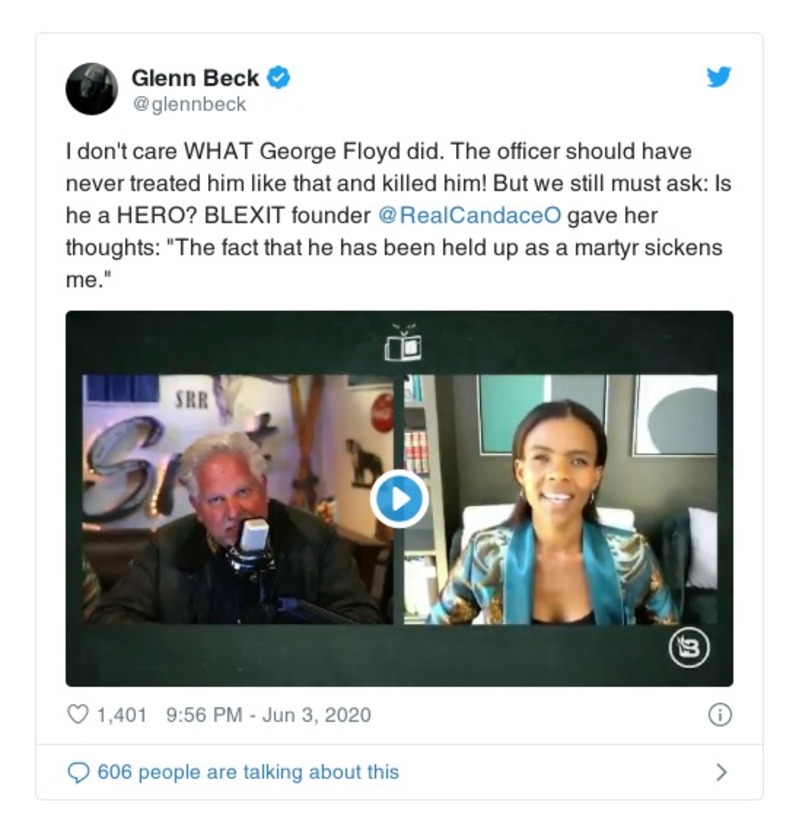 Glenn Beck
@glennbeck
I don't care WHAT George Floyd did. The officer should have
never treated him like that and killed him! But we still must ask: Is
he a HERO? BLEXIT founder @RealCandaceO gave her
thoughts: "The fact that he has been held up as a martyr sickens
me."
SRR
B
1,401 9:56 PM - Jun 3, 2020
606 people are talking about this